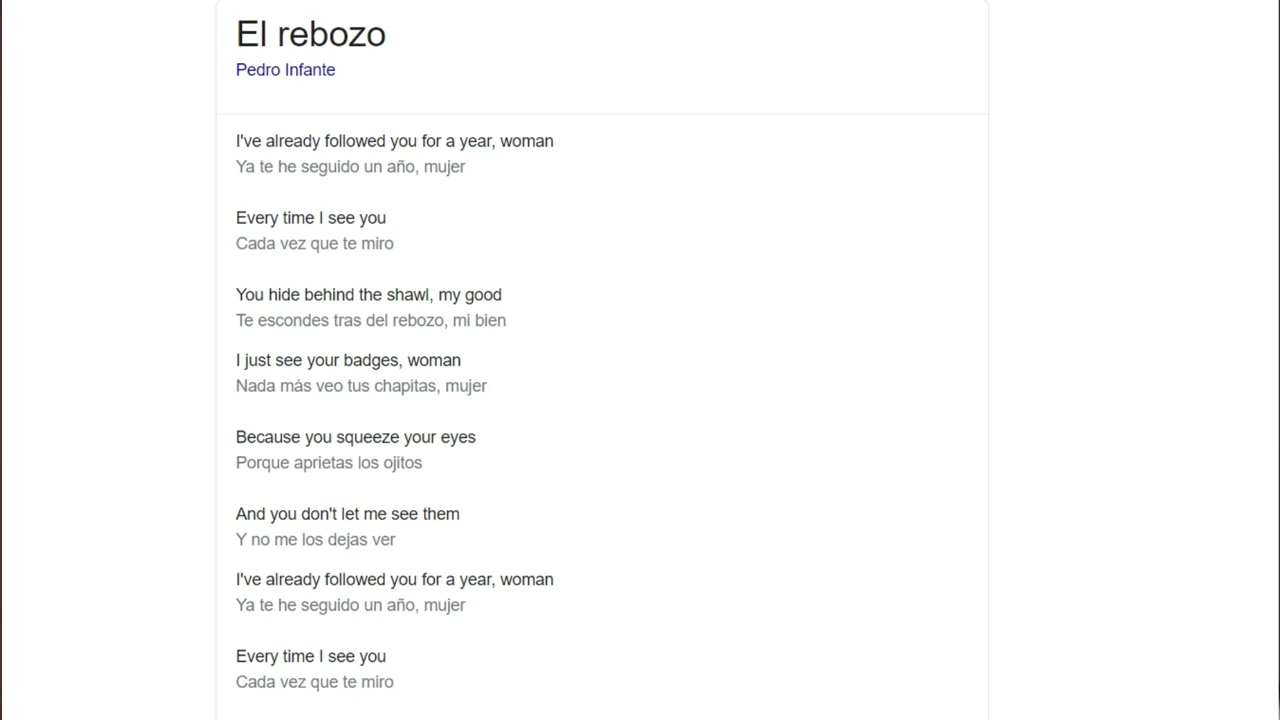 El rebozo
Pedro Infante
I've already followed you for a year, woman
Ya te he seguido un año, mujer
Every time I see you
Cada vez que te miro
You hide behind the shawl, my good
Te escondes tras del rebozo, mi bien
I just see your badges, woman
Nada más veo tus chapitas, mujer
Because you squeeze your eyes
Porque aprietas los ojitos
And you don't let me see them
Y no me los dejas ver
I've already followed you for a year, woman
Ya te he seguido un año, mujer
Every time I see you
Cada vez que te miro